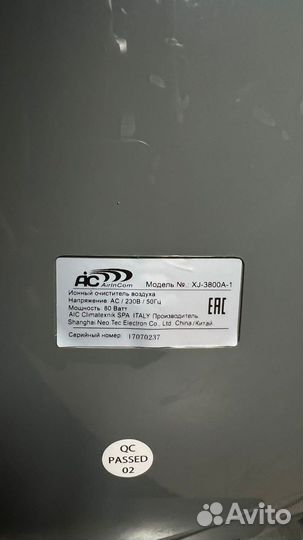 AIC
AirInCom
Модель №. XJ-3800A-1
Ионный очиститель воздуха
Напряжение: AC / 230В / 50Гц
Мощность: 60 Ватт
AIC Climatexnik SPA ITALY Производитель:
Shanghai Neo Tec Electron Co., Ltd. China/Китай.
Серийный номер: 17070237
EAC
QC
PASSED
02
Avito